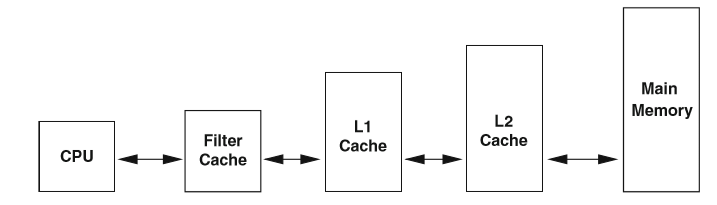 CPU
Filter
Cache
L1
Cache
L2
Cache
Main
Memory